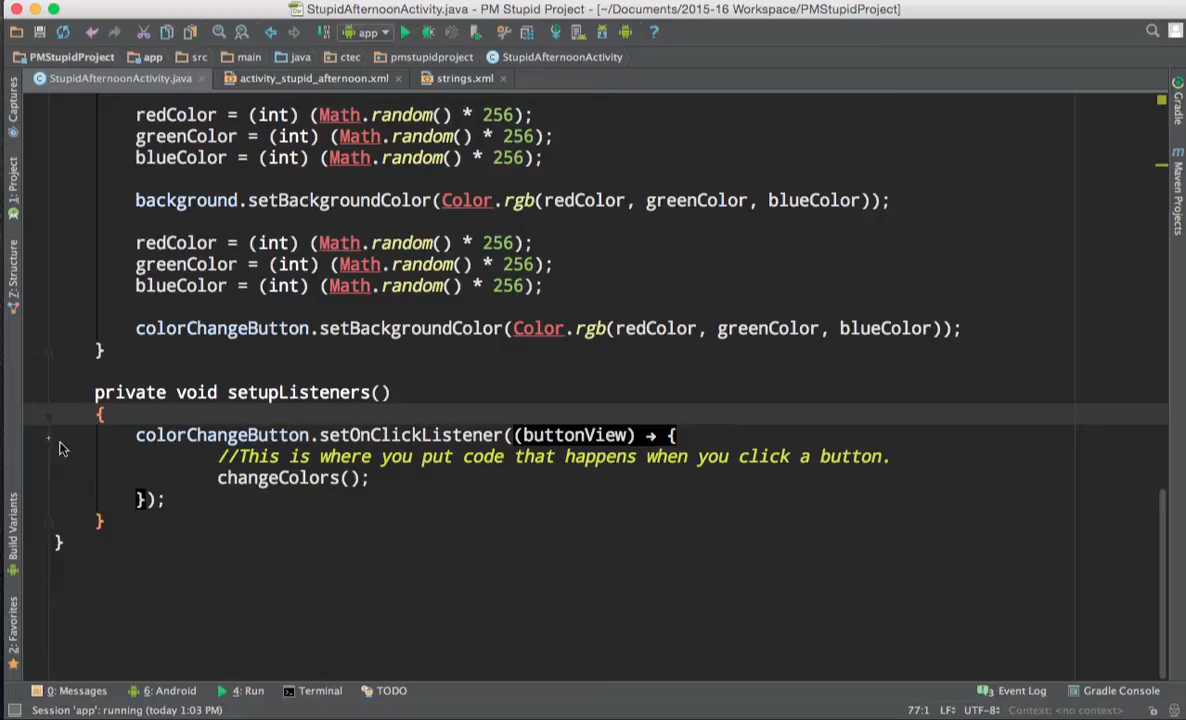 StupidAfternoonActivity.java - PM Stupid Project - [~/Documents/2015-16 Workspace/PMStupidProject]
app
PMStupidProject app src main java ctec pmstupidproject StupidAfternoonActivity
StupidAfternoonActivity.java activity_stupid_afternoon.xml strings.xml
Captures
1: Project
7: Structure
Build Variants
2: Favorites
Gradle
Maven Projects
redColor = (int) (Math.random() * 256);
greenColor = (int) (Math.random() * 256);
blueColor = (int) (Math.random() * 256);
background.setBackgroundColor(Color.rgb(redColor, greenColor, blueColor));
redColor = (int) (Math.random() * 256);
greenColor = (int) (Math.random() * 256);
blueColor = (int) (Math.random() * 256);
colorChangeButton.setBackgroundColor(Color.rgb(redColor, greenColor, blueColor));
}
private void setupListeners()
{
colorChangeButton.setOnClickListener((buttonView) → {
//This is where you put code that happens when you click a button.
changeColors();
});
}
}
0: Messages 6: Android 4: Run Terminal TODO 3 Event Log Gradle Console
Session 'app': running (today 1:03 PM) 77:1 LF÷ UTF-8÷ Context: <no context>